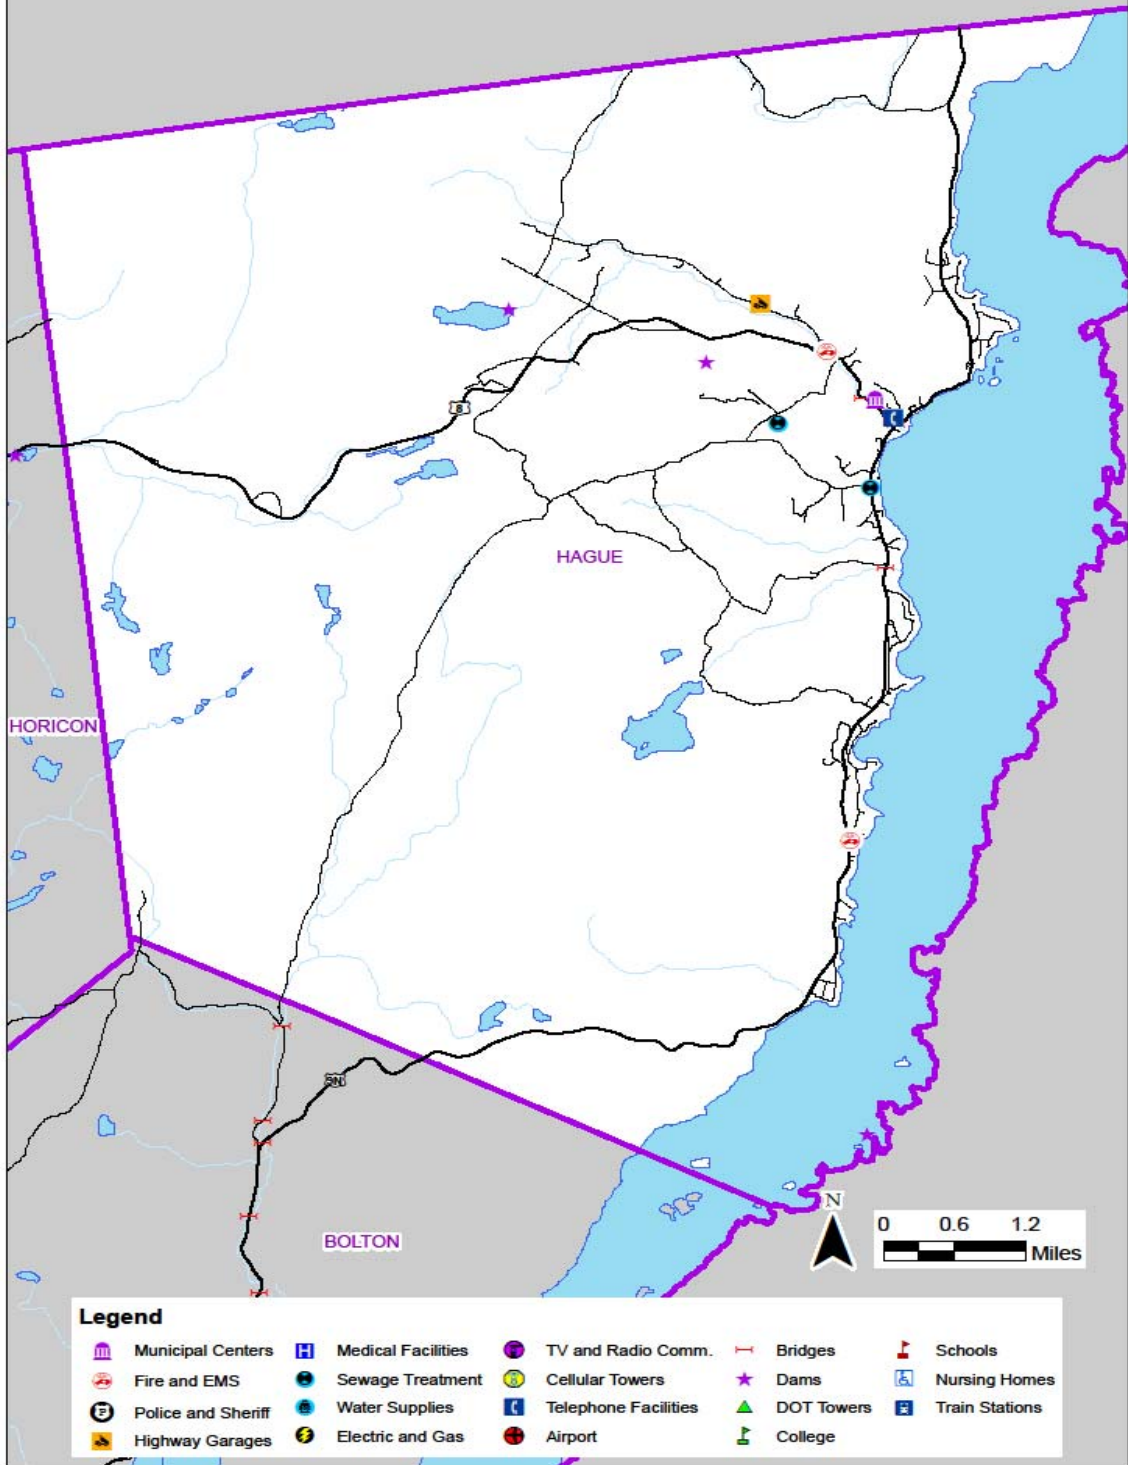 8
HAGUE
HORICON
9N
BOLTON
N
0 0.6 1.2
Miles
Legend
Municipal Centers
Medical Facilities
TV and Radio Comm.
Bridges
Schools
Fire and EMS
Sewage Treatment
Cellular Towers
Dams
Nursing Homes
Police and Sheriff
Water Supplies
Telephone Facilities
DOT Towers
Train Stations
Highway Garages
Electric and Gas
Airport
College